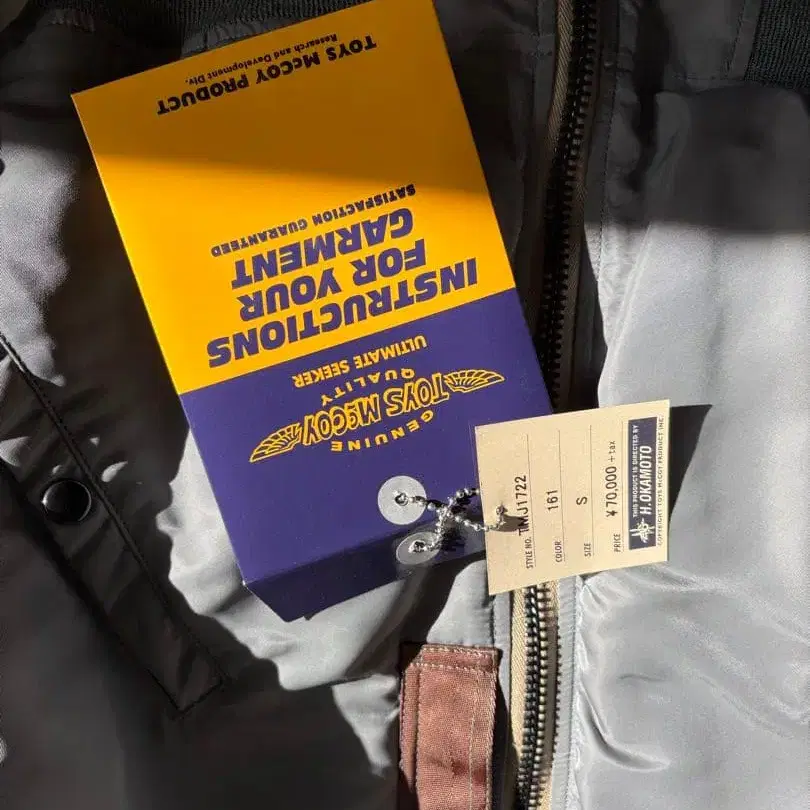 TOYS McCOY PRODUCT
Research and Development Div.
SATISFACTION GUARANTEED
INSTRUCTIONS
FOR YOUR
GARMENT
ULTIMATE SEEKER
GENUINE
TOYS McCOY
QUALITY
STYLE NO. TMJ1722
COLOR 161
SIZE S
PRICE ¥70,000 +tax
THIS PRODUCT IS DIRECTED BY
H.OKAMOTO
COPYRIGHT TOYS McCOY PRODUCT INC.